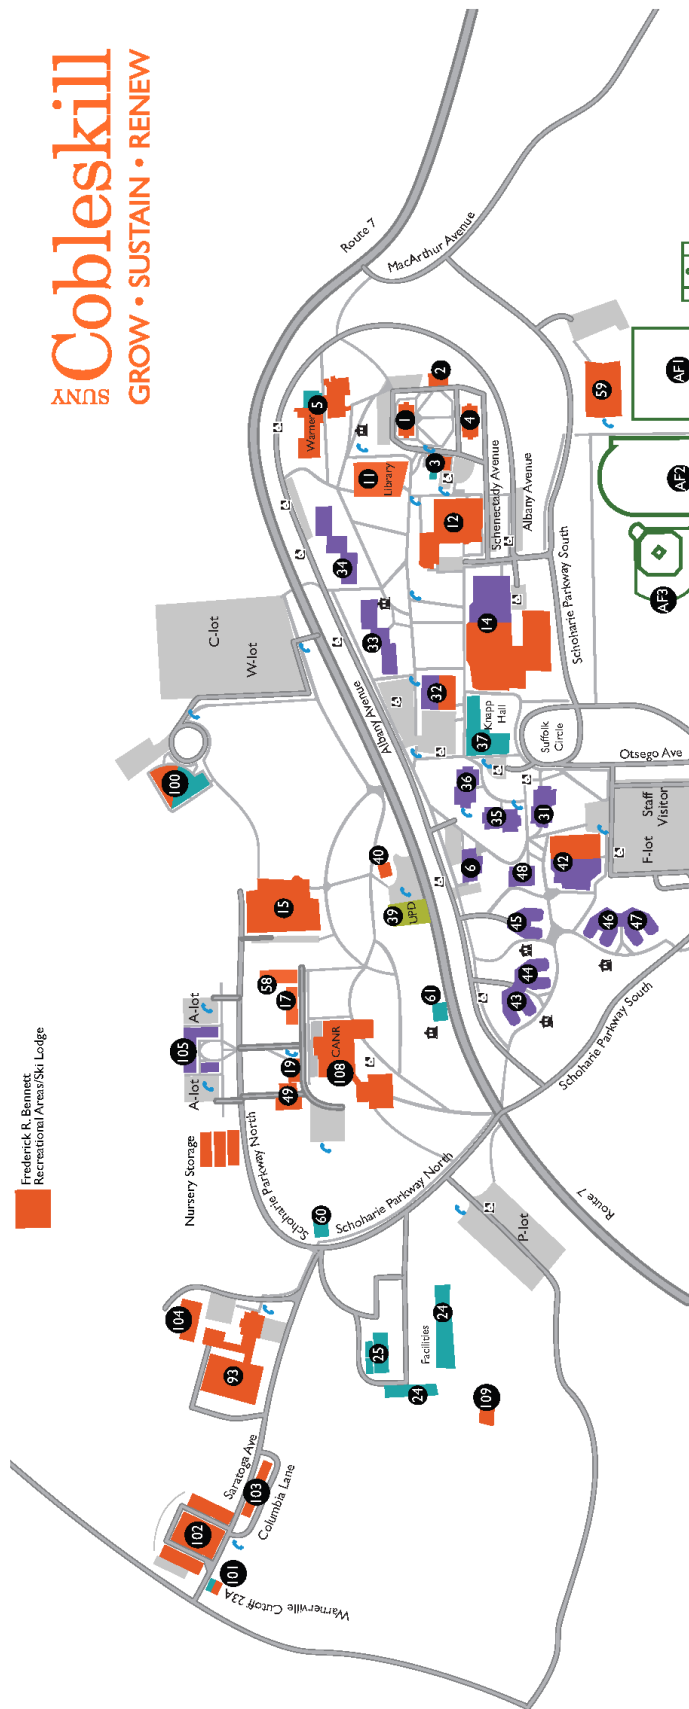 SUNY
Cobleskill
GROW • SUSTAIN • RENEW
Frederick R. Bennett
Recreational Areas/Ski Lodge
Route 7
MacArthur Avenue
Warner
5
2
1
4
3
11
Library
12
Schenectady Avenue
Albany Avenue
59
AF1
AF2
AF3
34
33
14
32
37
Knapp
Hall
Suffolk
Circle
Schoharie Parkway South
Otsego Ave
C-lot
W-lot
Albany Avenue
100
36
35
31
6
48
42
F-lot
Staff
Visitor
40
39
UPD
15
45
46
47
44
43
61
58
17
A-lot
105
A-lot
19
49
CANR
108
Nursery Storage
Schoharie Parkway North
60
Schoharie Parkway North
Schoharie Parkway South
Route 7
P-lot
104
93
25
24
Facilities
24
109
Saratoga Ave
102
103
Columbia Lane
101
Warnerville Cutoff 23A